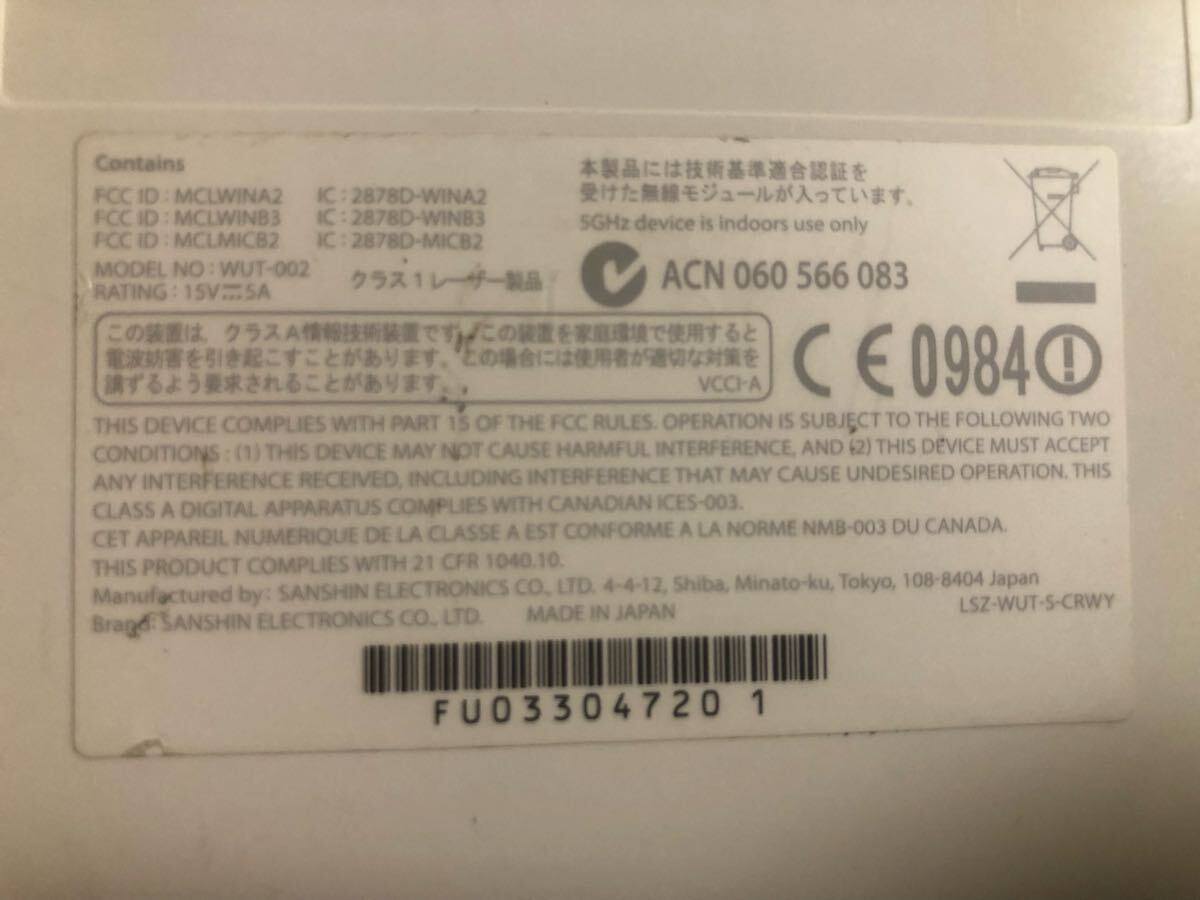 Contains
FCC ID : MCLWINA2 IC : 2878D-WINA2
FCC ID : MCLWINB3 IC : 2878D-WINB3
FCC ID : MCLMICB2 IC : 2878D-MICB2
MODEL NO : WUT-002
RATING : 15V⎓5A
クラス1レーザー製品
本製品には技術基準適合認証を
受けた無線モジュールが入っています。
5GHz device is indoors use only
ACN 060 566 083
この装置は、クラスA情報技術装置です。この装置を家庭環境で使用すると
電波妨害を引き起こすことがあります。この場合には使用者が適切な対策を
講ずるよう要求されることがあります。 VCCI-A
CE0984
THIS DEVICE COMPLIES WITH PART 15 OF THE FCC RULES. OPERATION IS SUBJECT TO THE FOLLOWING TWO
CONDITIONS : (1) THIS DEVICE MAY NOT CAUSE HARMFUL INTERFERENCE, AND (2) THIS DEVICE MUST ACCEPT
ANY INTERFERENCE RECEIVED, INCLUDING INTERFERENCE THAT MAY CAUSE UNDESIRED OPERATION. THIS
CLASS A DIGITAL APPARATUS COMPLIES WITH CANADIAN ICES-003.
CET APPAREIL NUMERIQUE DE LA CLASSE A EST CONFORME A LA NORME NMB-003 DU CANADA.
THIS PRODUCT COMPLIES WITH 21 CFR 1040.10.
Manufactured by : SANSHIN ELECTRONICS CO., LTD. 4-4-12, Shiba, Minato-ku, Tokyo, 108-8404 Japan
Brand: SANSHIN ELECTRONICS CO., LTD. MADE IN JAPAN LSZ-WUT-S-CRWY
FU03304720 1